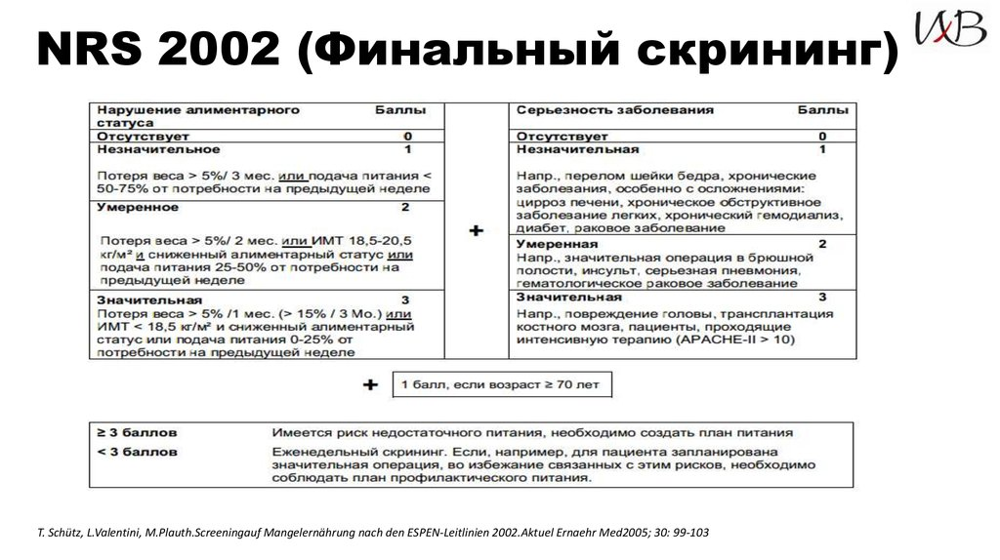 NRS 2002 (Финальный скрининг)
Нарушение алиментарного Баллы
статуса
Отсутствует 0
Незначительное 1
Потеря веса > 5%/ 3 мес. или подача питания <
50-75% от потребности на предыдущей неделе
Умеренное 2
Потеря веса > 5%/ 2 мес. или ИМТ 18,5-20,5
кг/м² и сниженный алиментарный статус или
подача питания 25-50% от потребности на
предыдущей неделе
Значительная 3
Потеря веса > 5% /1 мес. (> 15% / 3 Мо.) или
ИМТ < 18,5 кг/м² и сниженный алиментарный
статус или подача питания 0-25% от
потребности на предыдущей неделе
+
Серьезность заболевания Баллы
Отсутствует 0
Незначительная 1
Напр., перелом шейки бедра, хронические
заболевания, особенно с осложнениями:
цирроз печени, хроническое обструктивное
заболевание легких, хронический гемодиализ,
диабет, раковое заболевание
Умеренная 2
Напр., значительная операция в брюшной
полости, инсульт, серьезная пневмония,
гематологическое раковое заболевание
Значительная 3
Напр., повреждение головы, трансплантация
костного мозга, пациенты, проходящие
интенсивную терапию (APACHE-II > 10)
+ 1 балл, если возраст ≥ 70 лет
≥ 3 баллов Имеется риск недостаточного питания, необходимо создать план питания
< 3 баллов Еженедельный скрининг. Если, например, для пациента запланирована
значительная операция, во избежание связанных с этим рисков, необходимо
соблюдать план профилактического питания.
T. Schütz, L.Valentini, M.Plauth.Screeningauf Mangelernährung nach den ESPEN-Leitlinien 2002.Aktuel Ernaehr Med2005; 30: 99-103